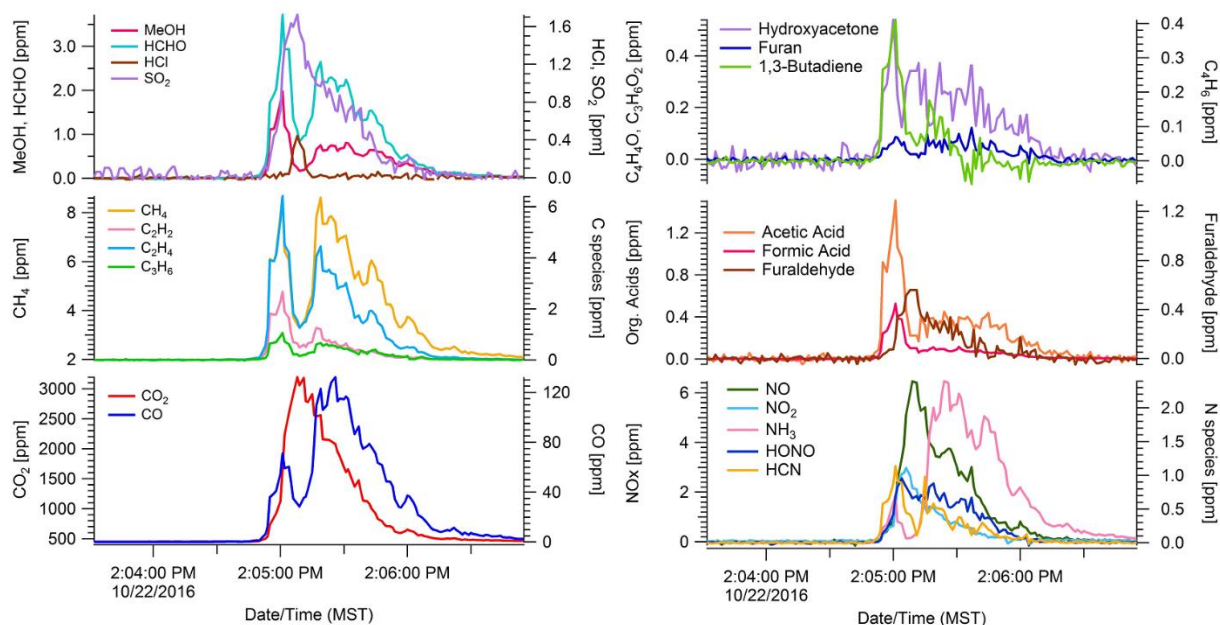 MeOH, HCHO [ppm]
3.0
2.0
1.0
0.0
MeOH
HCHO
HCl
SO2
1.6
1.2
0.8
0.4
0.0
HCl, SO2 [ppm]
CH4 [ppm]
8
6
4
2
CH4
C2H2
C2H4
C3H6
6
4
2
0
C species [ppm]
CO2 [ppm]
3000
2500
2000
1500
1000
500
CO2
CO
120
80
40
0
CO [ppm]
2:04:00 PM
10/22/2016
2:05:00 PM
2:06:00 PM
Date/Time (MST)
C4H4O, C3H6O2 [ppm]
0.4
0.2
0.0
Hydroxyacetone
Furan
1,3-Butadiene
0.4
0.3
0.2
0.1
0.0
C4H6 [ppm]
Org. Acids [ppm]
1.2
0.8
0.4
0.0
Acetic Acid
Formic Acid
Furaldehyde
1.2
0.8
0.4
0.0
Furaldehyde [ppm]
NOx [ppm]
6
4
2
0
NO
NO2
NH3
HONO
HCN
2.0
1.5
1.0
0.5
0.0
N species [ppm]
2:04:00 PM
10/22/2016
2:05:00 PM
2:06:00 PM
Date/Time (MST)